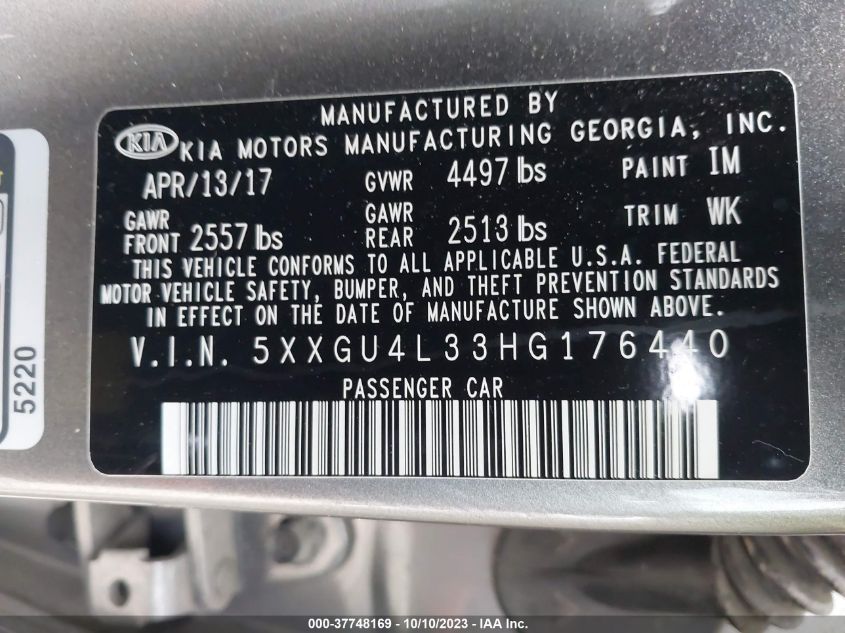 MANUFACTURED BY
KIA KIA MOTORS MANUFACTURING GEORGIA, INC.
APR/13/17 GVWR 4497 lbs PAINT IM
GAWR FRONT 2557 lbs GAWR REAR 2513 lbs TRIM WK
THIS VEHICLE CONFORMS TO ALL APPLICABLE U.S.A. FEDERAL
MOTOR VEHICLE SAFETY, BUMPER, AND THEFT PREVENTION STANDARDS
IN EFFECT ON THE DATE OF MANUFACTURE SHOWN ABOVE.
V.I.N. 5XXGU4L33HG176440
PASSENGER CAR
5220
000-37748169 - 10/10/2023 - IAA Inc.